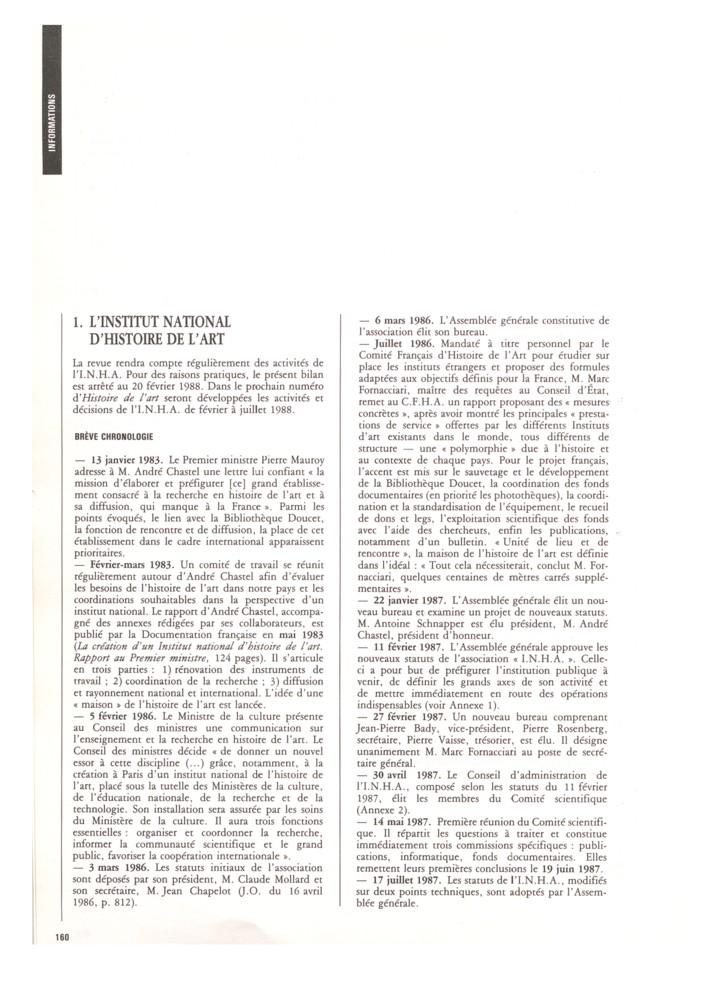 INFORMATIONS
1. L'INSTITUT NATIONAL
D'HISTOIRE DE L'ART
La revue rendra compte régulièrement des activités de
l'I.N.H.A. Pour des raisons pratiques, le présent bilan
est arrêté au 20 février 1988. Dans le prochain numéro
d'Histoire de l'art seront développées les activités et
décisions de l'I.N.H.A. de février à juillet 1988.
BRÈVE CHRONOLOGIE
— 13 janvier 1983. Le Premier ministre Pierre Mauroy
adresse à M. André Chastel une lettre lui confiant « la
mission d'élaborer et préfigurer [ce] grand établisse-
ment consacré à la recherche en histoire de l'art et à
sa diffusion, qui manque à la France ». Parmi les
points évoqués, le lien avec la Bibliothèque Doucet,
la fonction de rencontre et de diffusion, la place de cet
établissement dans le cadre international apparaissent
prioritaires.
— Février-mars 1983. Un comité de travail se réunit
régulièrement autour d'André Chastel afin d'évaluer
les besoins de l'histoire de l'art dans notre pays et les
coordinations souhaitables dans la perspective d'un
institut national. Le rapport d'André Chastel, accompa-
gné des annexes rédigées par ses collaborateurs, est
publié par la Documentation française en mai 1983
(La création d'un Institut national d'histoire de l'art.
Rapport au Premier ministre, 124 pages). Il s'articule
en trois parties : 1) rénovation des instruments de
travail ; 2) coordination de la recherche ; 3) diffusion
et rayonnement national et international. L'idée d'une
« maison » de l'histoire de l'art est lancée.
— 5 février 1986. Le Ministre de la culture présente
au Conseil des ministres une communication sur
l'enseignement et la recherche en histoire de l'art. Le
Conseil des ministres décide « de donner un nouvel
essor à cette discipline (...) grâce, notamment, à la
création à Paris d'un institut national de l'histoire de
l'art, placé sous la tutelle des Ministères de la culture,
de l'éducation nationale, de la recherche et de la
technologie. Son installation sera assurée par les soins
du Ministère de la culture. Il aura trois fonctions
essentielles : organiser et coordonner la recherche,
informer la communauté scientifique et le grand
public, favoriser la coopération internationale ».
— 3 mars 1986. Les statuts initiaux de l'association
sont déposés par son président, M. Claude Mollard et
son secrétaire, M. Jean Chapelot (J.O. du 16 avril
1986, p. 812).
— 6 mars 1986. L'Assemblée générale constitutive de
l'association élit son bureau.
— Juillet 1986. Mandaté à titre personnel par le
Comité Français d'Histoire de l'Art pour étudier sur
place les instituts étrangers et proposer des formules
adaptées aux objectifs définis pour la France, M. Marc
Fornacciari, maître des requêtes au Conseil d'État,
remet au C.F.H.A. un rapport proposant des « mesures
concrètes », après avoir montré les principales « presta-
tions de service » offertes par les différents Instituts
d'art existants dans le monde, tous différents de
structure — une « polymorphie » due à l'histoire et
au contexte de chaque pays. Pour le projet français,
l'accent est mis sur le sauvetage et le développement
de la Bibliothèque Doucet, la coordination des fonds
documentaires (en priorité les photothèques), la coordi-
nation et la standardisation de l'équipement, le recueil
de dons et legs, l'exploitation scientifique des fonds
avec l'aide des chercheurs, enfin les publications,
notamment d'un bulletin. « Unité de lieu et de
rencontre », la maison de l'histoire de l'art est définie
dans l'idéal : « Tout cela nécessiterait, conclut M. For-
nacciari, quelques centaines de mètres carrés supplé-
mentaires ».
— 22 janvier 1987. L'Assemblée générale élit un nou-
veau bureau et examine un projet de nouveaux statuts.
M. Antoine Schnapper est élu président, M. André
Chastel, président d'honneur.
— 11 février 1987. L'Assemblée générale approuve les
nouveaux statuts de l'association « I.N.H.A. ». Celle-
ci a pour but de préfigurer l'institution publique à
venir, de définir les grands axes de son activité et
de mettre immédiatement en route des opérations
indispensables (voir Annexe 1).
— 27 février 1987. Un nouveau bureau comprenant
Jean-Pierre Bady, vice-président, Pierre Rosenberg,
secrétaire, Pierre Vaisse, trésorier, est élu. Il désigne
unanimement M. Marc Fornacciari au poste de secré-
taire général.
— 30 avril 1987. Le Conseil d'administration de
l'I.N.H.A., composé selon les statuts du 11 février
1987, élit les membres du Comité scientifique
(Annexe 2).
— 14 mai 1987. Première réunion du Comité scientifi-
que. Il répartit les questions à traiter et constitue
immédiatement trois commissions spécifiques : publi-
cations, informatique, fonds documentaires. Elles
remettent leurs premières conclusions le 19 juin 1987.
— 17 juillet 1987. Les statuts de l'I.N.H.A., modifiés
sur deux points techniques, sont adoptés par l'Assem-
blée générale.
160